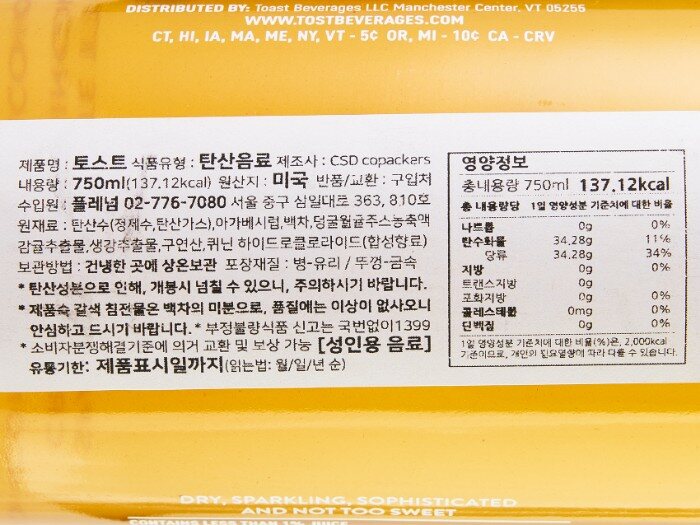 DISTRIBUTED BY: Toast Beverages LLC Manchester Center, VT 05255
WWW.TOSTBEVERAGES.COM
CT, HI, IA, MA, ME, NY, VT - 5¢ OR, MI - 10¢ CA - CRV
제품명 : 토스트 식품유형 : 탄산음료 제조사 : CSD copackers
내용량 : 750ml(137.12kcal) 원산지 : 미국 반품/교환 : 구입처
수입원 : 플레넘 02-776-7080 서울 중구 삼일대로 363, 810호
원재료 : 탄산수(정제수,탄산가스),아가베시럽,백차,덩굴월귤주스농축액
감귤추출물,생강추출물,구연산,퀴닌 하이드로클로라이드(합성향료)
보관방법 : 건냉한 곳에 상온보관 포장재질 : 병-유리 / 뚜껑-금속
* 탄산성분으로 인해, 개봉시 넘칠 수 있으니, 주의하시기 바랍니다.
* 제품속 갈색 침전물은 백차의 미분으로, 품질에는 이상이 없사오니
안심하고 드시기 바랍니다. * 부정불량식품 신고는 국번없이1399
* 소비자분쟁해결기준에 의거 교환 및 보상 가능 [성인용 음료]
유통기한: 제품표시일까지(읽는법: 월/일/년 순)
영양정보
총내용량 750ml 137.12kcal
총 내용량당 1일 영양성분 기준치에 대한 비율
나트륨 0g 0%
탄수화물 34.28g 11%
당류 34.28g 34%
지방 0g 0%
트랜스지방 0g
포화지방 0g 0%
콜레스테롤 0mg 0%
단백질 0g 0%
1일 영양성분 기준치에 대한 비율(%)은, 2,000kcal
기준이므로, 개인의 필요열량에 따라 다를 수 있습니다.
DRY, SPARKLING, SOPHISTICATED
AND NOT TOO SWEET
CONTAINS LESS THAN 1% JUICE